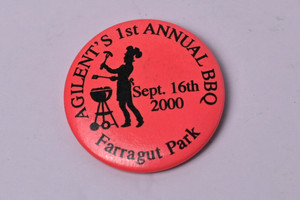 AGILENT'S 1st ANNUAL BBQ
Sept. 16th
2000
Farragut Park